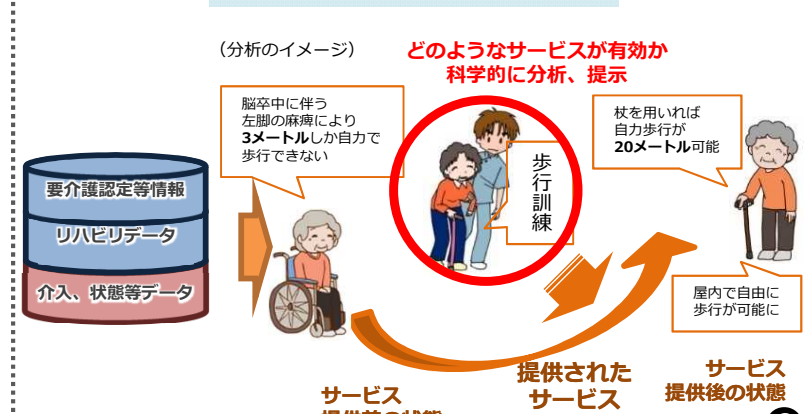 （分析のイメージ）
どのようなサービスが有効か
科学的に分析、提示
脳卒中に伴う
左脚の麻痺により
3メートルしか自力で
歩行できない
杖を用いれば
自力歩行が
20メートル可能
歩行訓練
要介護認定等情報
リハビリデータ
介入、状態等データ
屋内で自由に
歩行が可能に
提供された
サービス
サービス
提供後の状態
サービス
提供前の状態